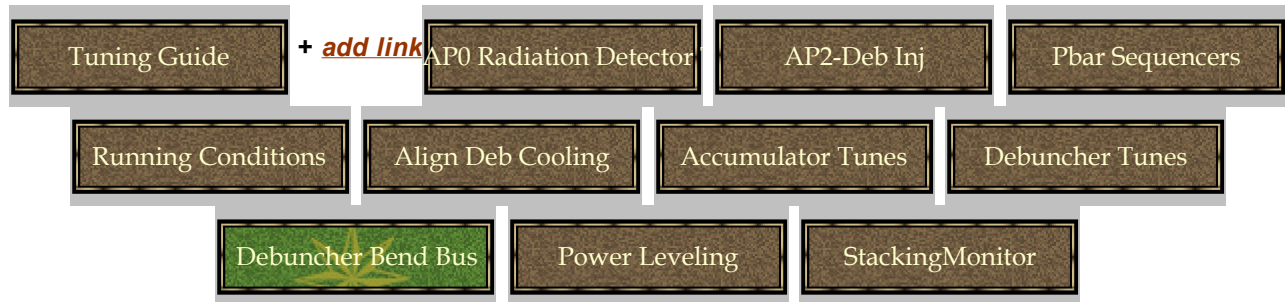 Tuning Guide + add link AP0 Radiation Detector AP2-Deb Inj Pbar Sequencers
Running Conditions Align Deb Cooling Accumulator Tunes Debuncher Tunes
Debuncher Bend Bus Power Leveling StackingMonitor